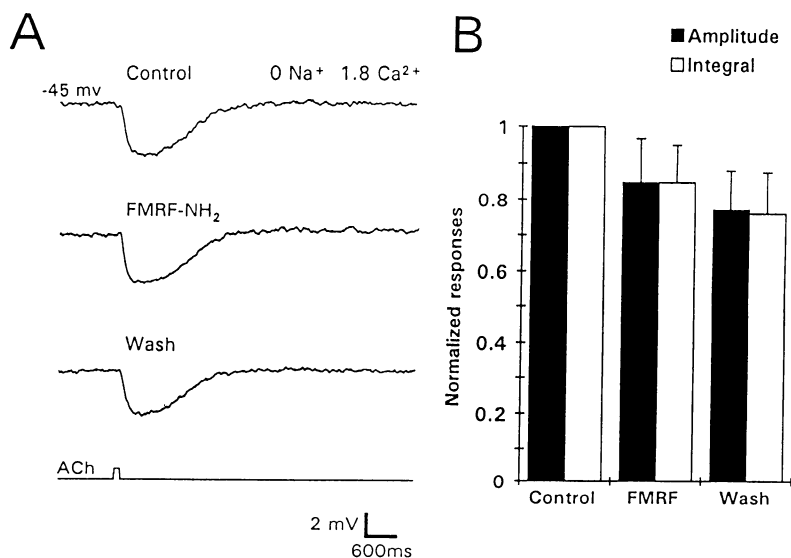 A
Control 0 Na⁺ 1.8 Ca²⁺
-45 mv
FMRF-NH₂
Wash
ACh
2 mV
600ms
B
Amplitude
Integral
Normalized responses
1
0.8
0.6
0.4
0.2
0
Control FMRF Wash